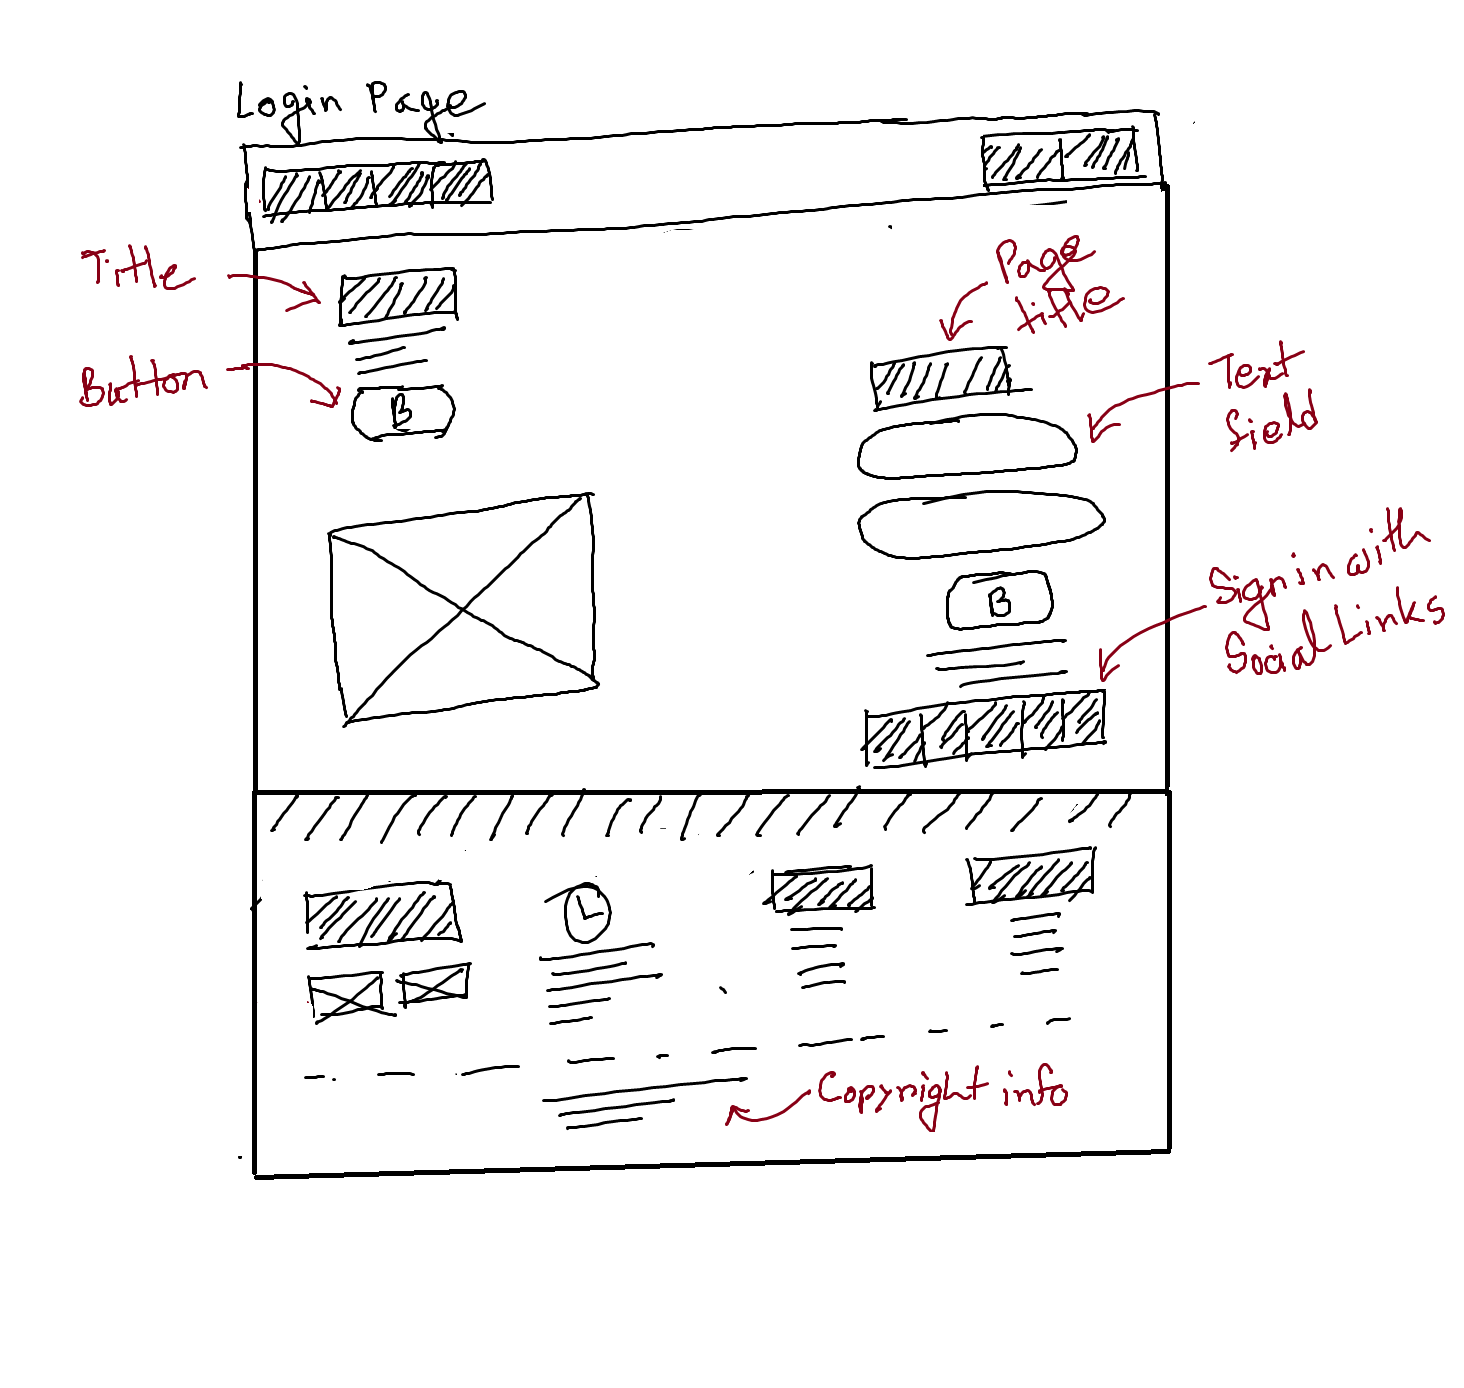 Login Page
Title
Button
B
Page
title
Text
field
B
Sign in with
Social Links
Copyright info